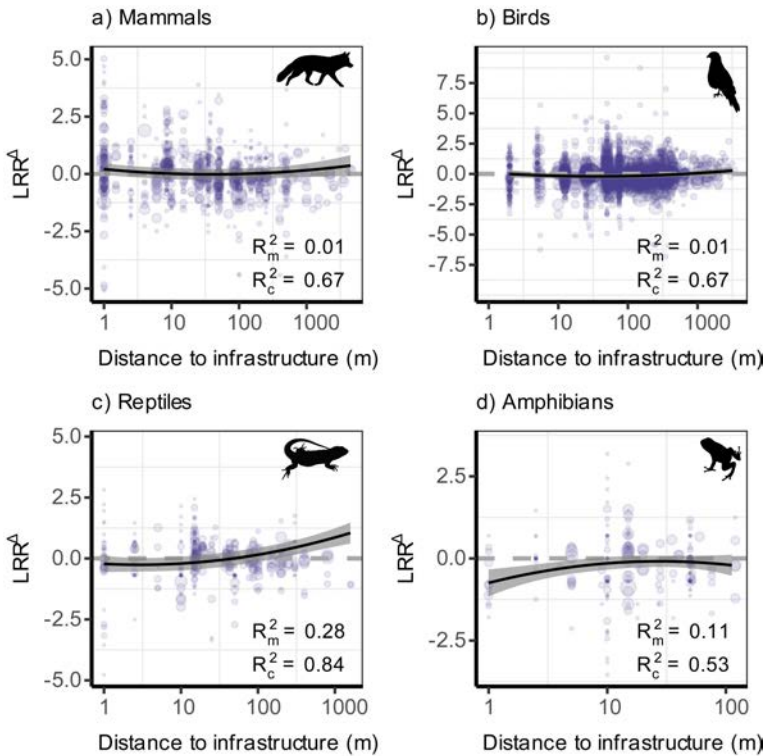 a) Mammals
5.0
2.5
0.0
-2.5
-5.0
LRR^Δ
R²m = 0.01
R²c = 0.67
1 10 100 1000
Distance to infrastructure (m)
b) Birds
7.5
5.0
2.5
0.0
-2.5
-5.0
-7.5
LRR^Δ
R²m = 0.01
R²c = 0.67
1 10 100 1000
Distance to infrastructure (m)
c) Reptiles
5.0
2.5
0.0
-2.5
-5.0
LRR^Δ
R²m = 0.28
R²c = 0.84
1 10 100 1000
Distance to infrastructure (m)
d) Amphibians
2.5
0.0
-2.5
LRR^Δ
R²m = 0.11
R²c = 0.53
1 10 100
Distance to infrastructure (m)